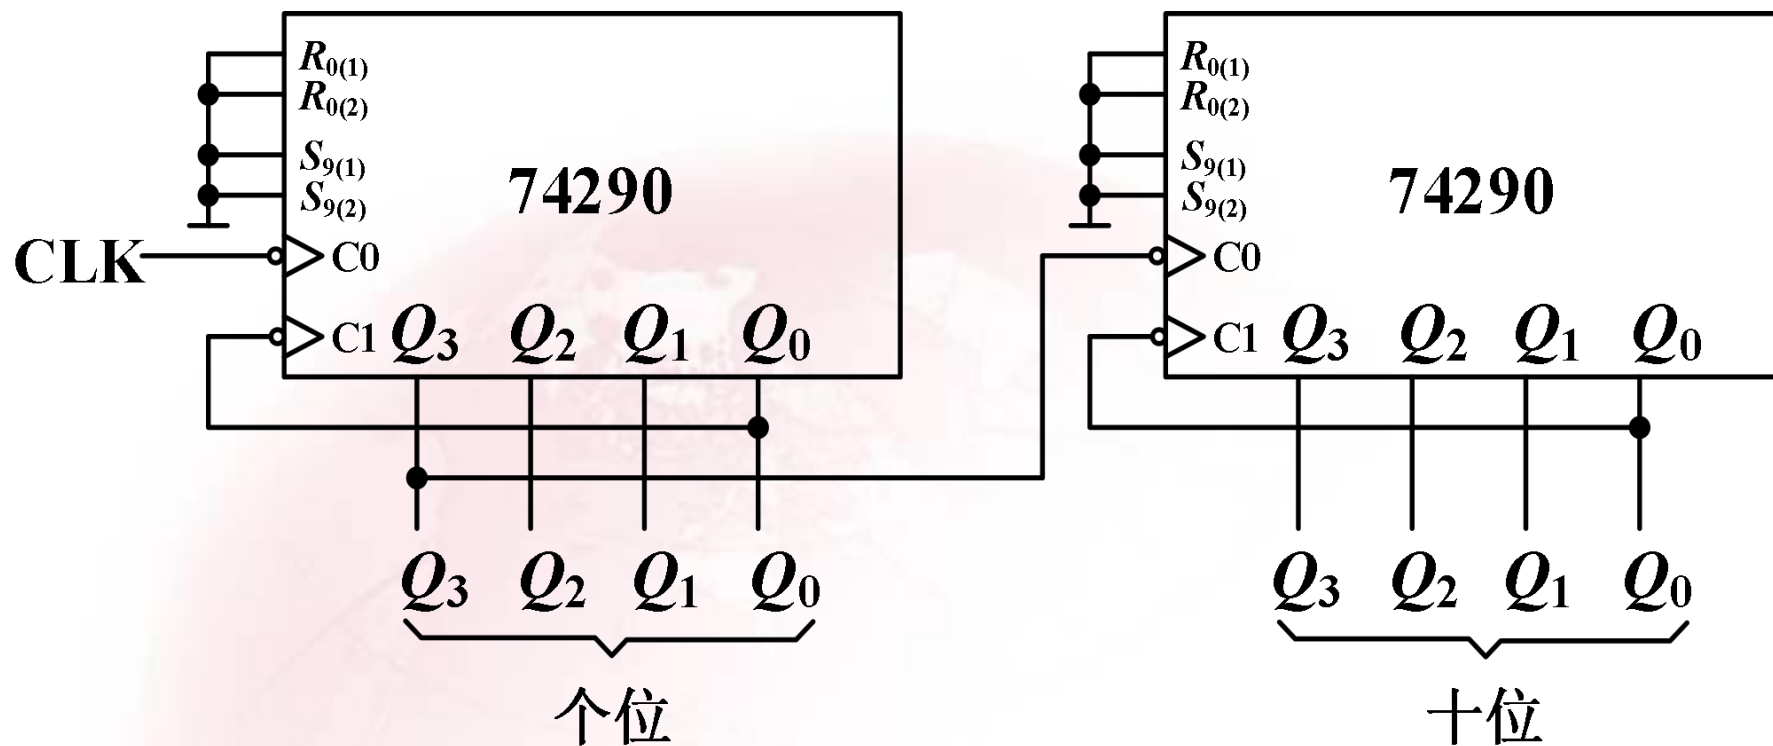 R0(1)
R0(2)
S9(1)
S9(2)
74290
CLK
C0
C1
Q3 Q2 Q1 Q0
Q3 Q2 Q1 Q0
个位
R0(1)
R0(2)
S9(1)
S9(2)
74290
C0
C1
Q3 Q2 Q1 Q0
Q3 Q2 Q1 Q0
十位